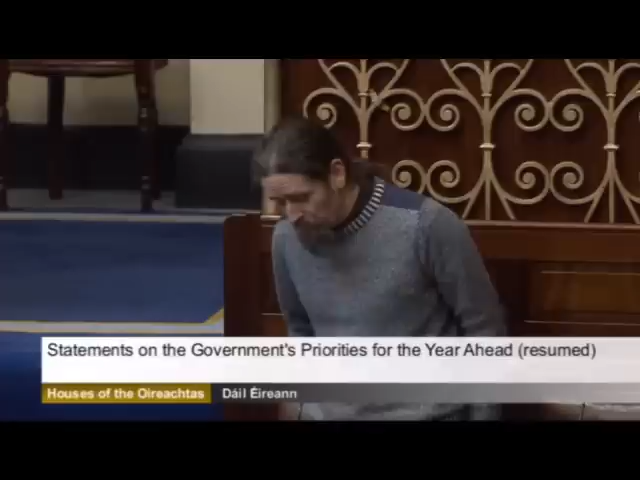 Statements on the Government's Priorities for the Year Ahead (resumed)
Houses of the Oireachtas Dáil Éireann